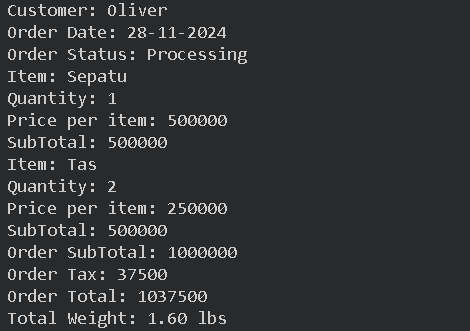 Customer: Oliver
Order Date: 28-11-2024
Order Status: Processing
Item: Sepatu
Quantity: 1
Price per item: 500000
SubTotal: 500000
Item: Tas
Quantity: 2
Price per item: 250000
SubTotal: 500000
Order SubTotal: 1000000
Order Tax: 37500
Order Total: 1037500
Total Weight: 1.60 lbs